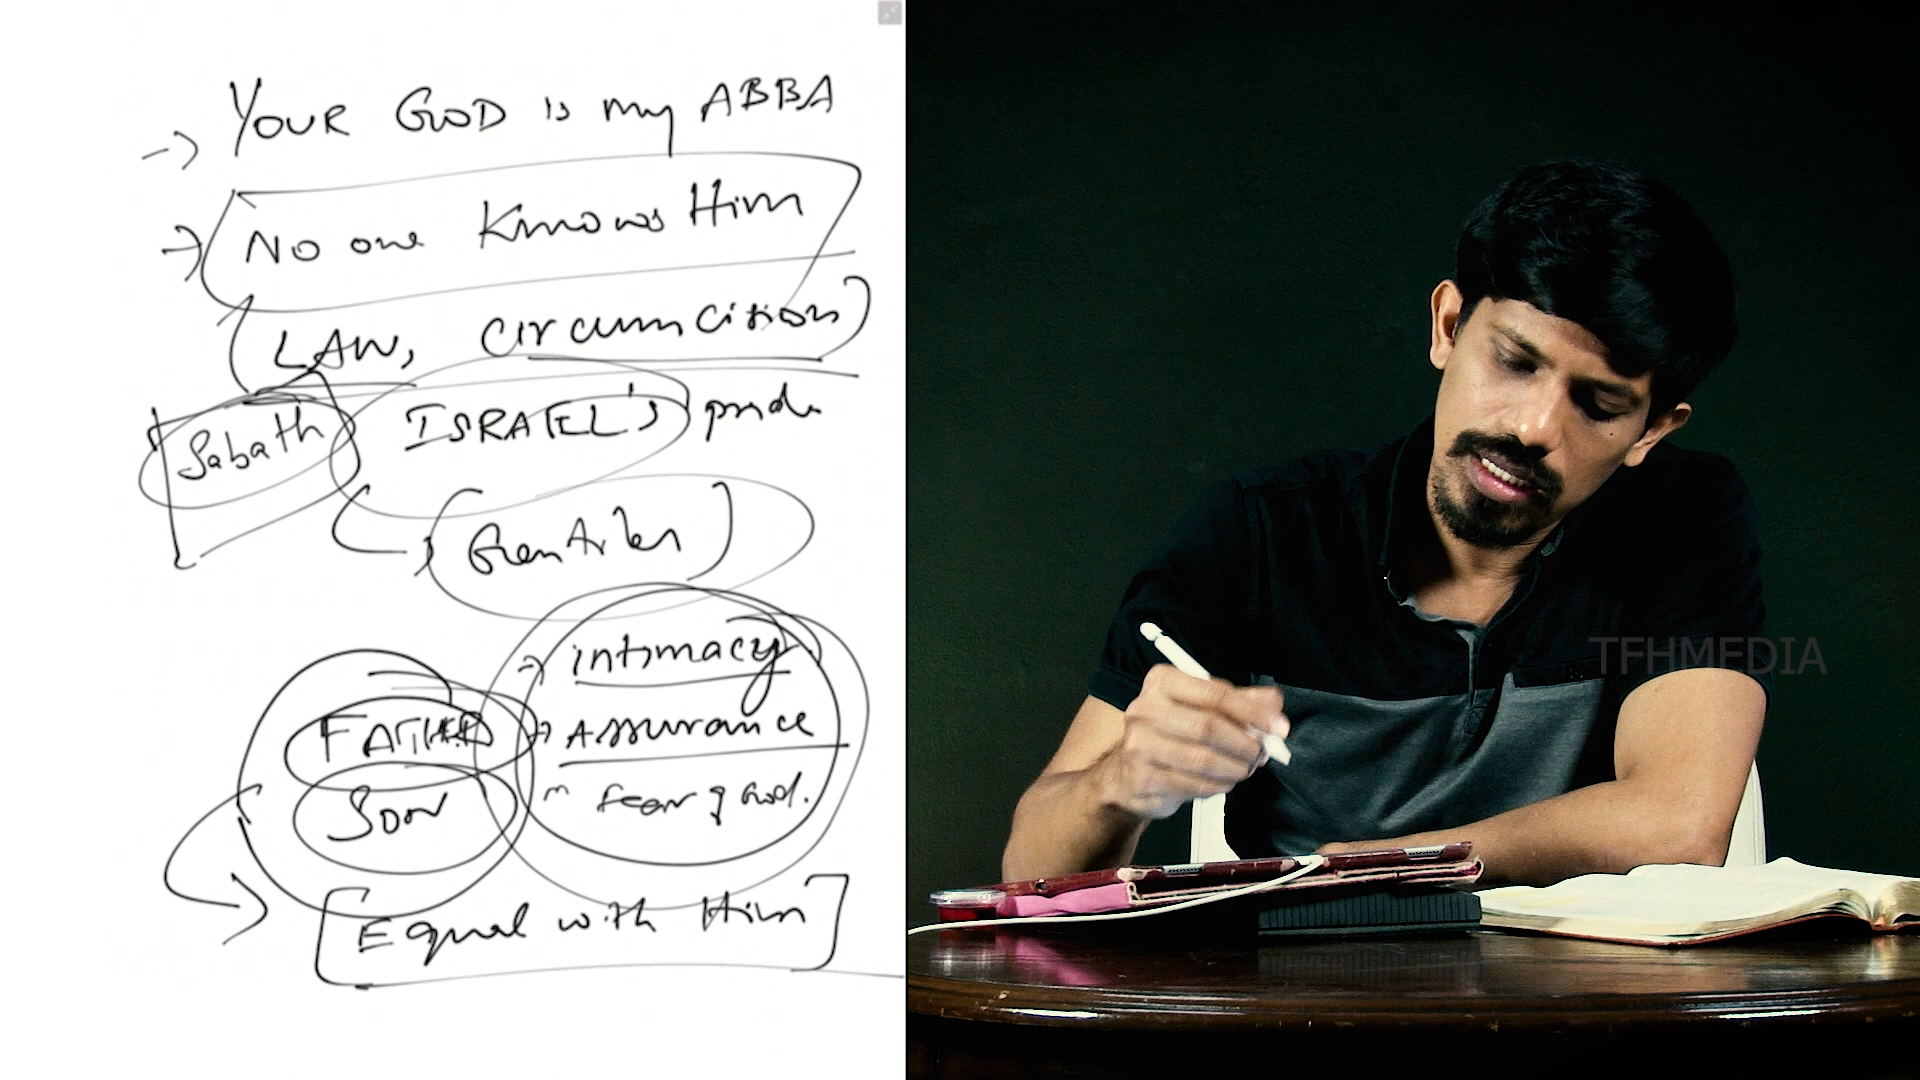 → YOUR GOD is my ABBA
→ No one Knows Him
LAW, Circumcition
Sabath ISRAEL'S pride
Gentiles
→ intimacy
FATHER → Assurance
SON " fear of God.
Equal with Him
TFHMEDIA